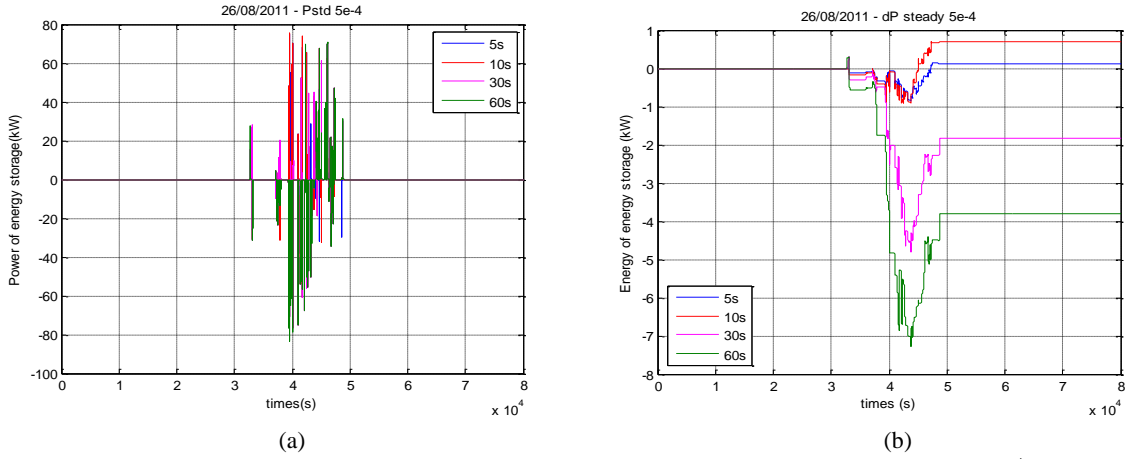 26/08/2011 - Pstd 5e-4
Power of energy storage(kW)
80
60
40
20
0
-20
-40
-60
-80
-100
5s
10s
30s
60s
0 1 2 3 4 5 6 7 8
times(s)
x 10^4
(a)
26/08/2011 - dP steady 5e-4
Energy of energy storage (kW)
1
0
-1
-2
-3
-4
-5
-6
-7
-8
5s
10s
30s
60s
0 1 2 3 4 5 6 7 8
times (s)
x 10^4
(b)